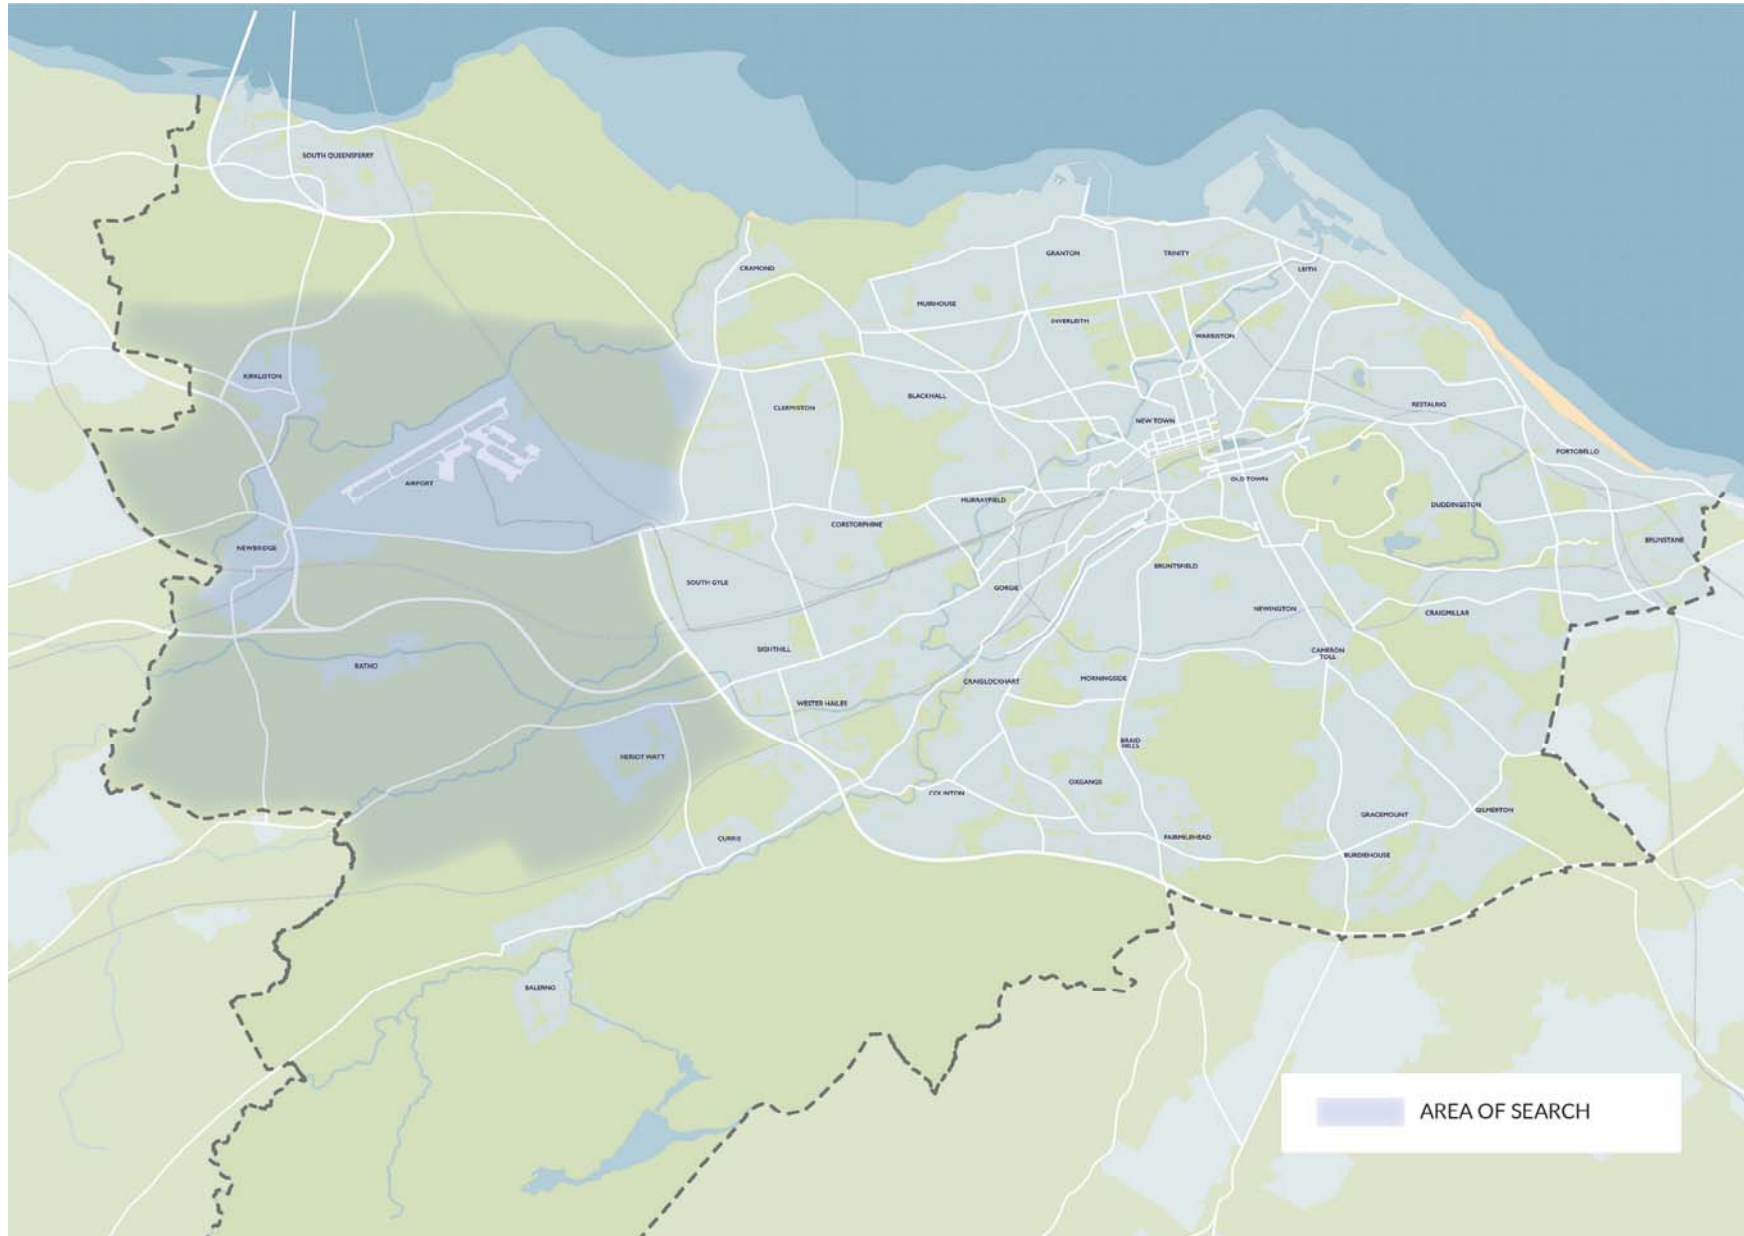 SOUTH QUEENSFERRY
CRAMOND
GRANTON
TRINITY
LEITH
MUIRHOUSE
INVERLEITH
WARRISTON
KIRKLISTON
CLERMISTON
BLACKHALL
RESTALRIG
NEW TOWN
PORTOBELLO
AIRPORT
OLD TOWN
MURRAYFIELD
DUDDINGSTON
CORSTORPHINE
BRUNSTANE
NEWBRIDGE
BRUNTSFIELD
SOUTH GYLE
GORGIE
NEWINGTON
CRAIGMILLAR
SIGHTHILL
CAMERON
TOLL
RATHO
CRAIGLOCKHART
MORNINGSIDE
WESTER HAILES
BRAID
HILLS
HERIOT WATT
OXGANGS
COLINTON
GRACEMOUNT
GILMERTON
CURRIE
FAIRMILEHEAD
BURDIEHOUSE
BALERNO
AREA OF SEARCH